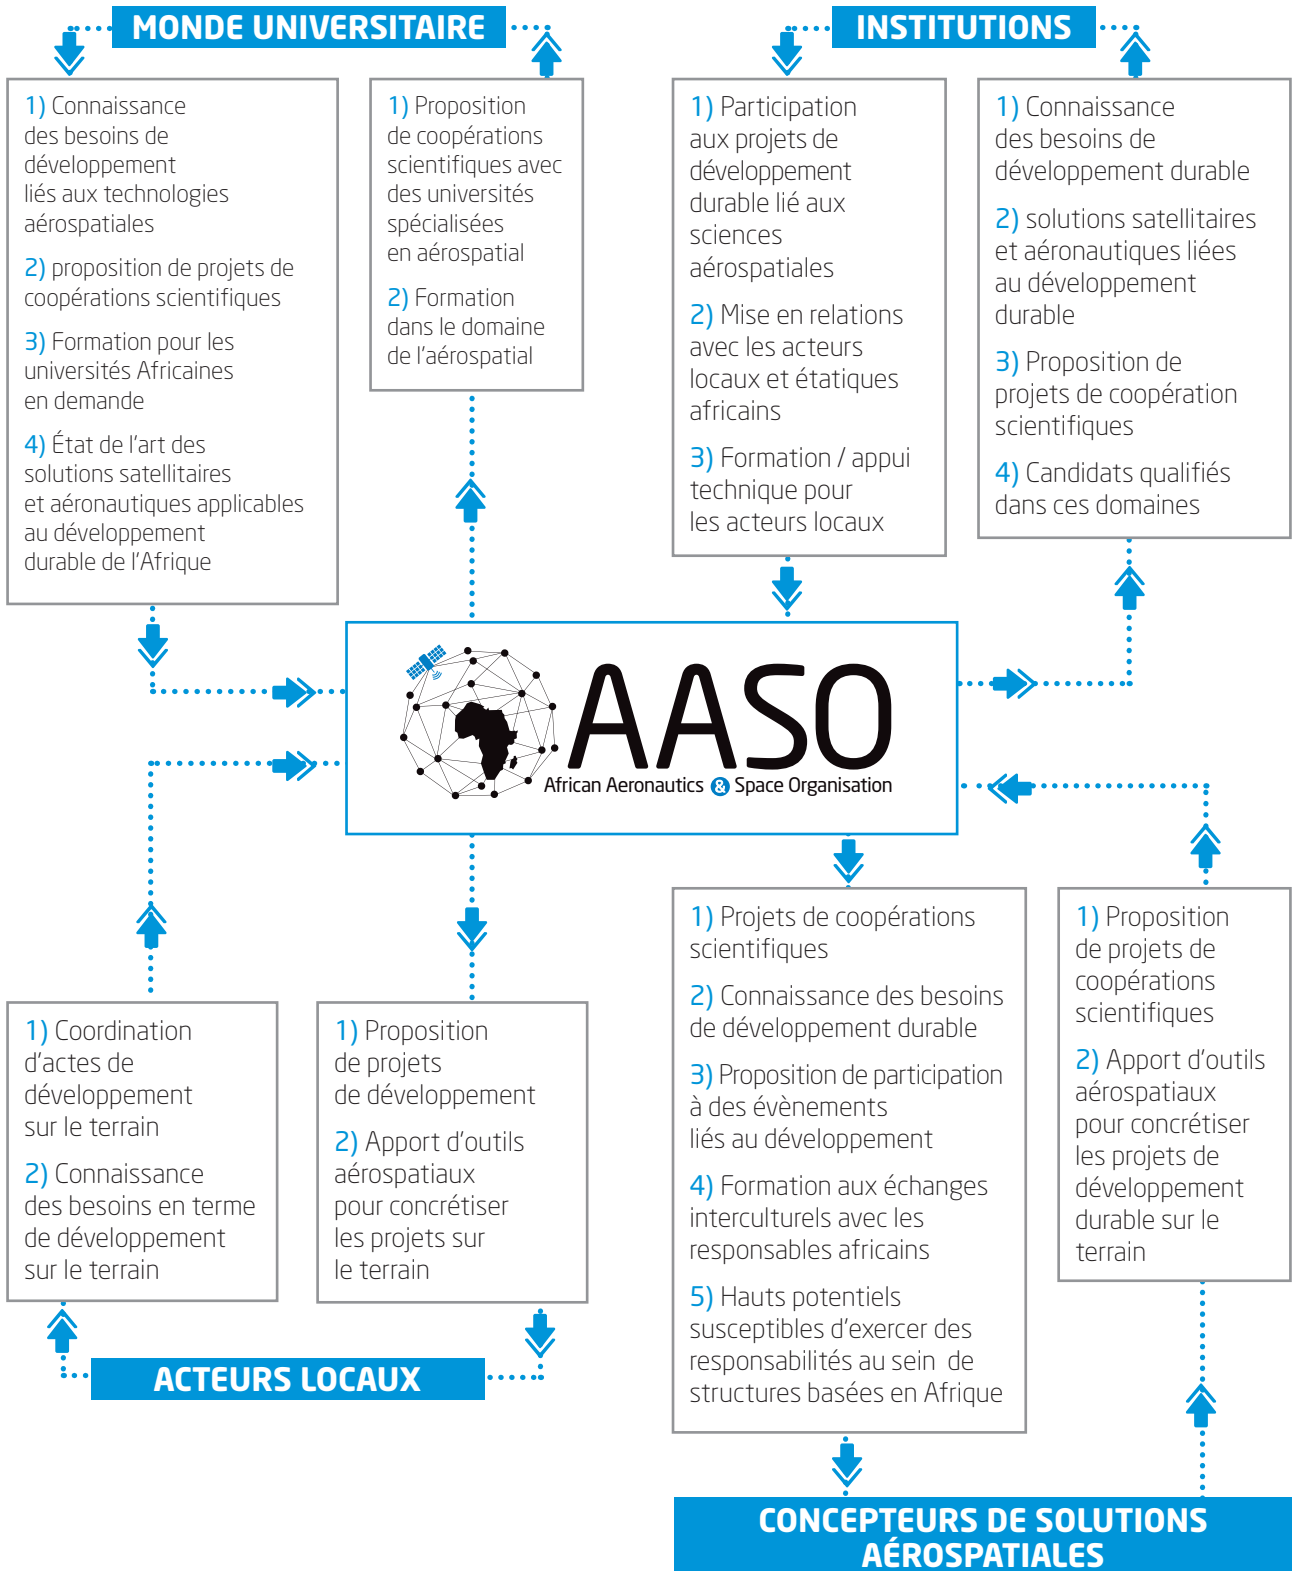 MONDE UNIVERSITAIRE
1) Connaissance
des besoins de
développement
liés aux technologies
aérospatiales
2) proposition de projets de
coopérations scientifiques
3) Formation pour les
universités Africaines
en demande
4) État de l'art des
solutions satellitaires
et aéronautiques applicables
au développement
durable de l'Afrique
1) Proposition
de coopérations
scientifiques avec
des universités
spécialisées
en aérospatial
2) Formation
dans le domaine
de l'aérospatial
INSTITUTIONS
1) Participation
aux projets de
développement
durable lié aux
sciences
aérospatiales
2) Mise en relations
avec les acteurs
locaux et étatiques
africains
3) Formation / appui
technique pour
les acteurs locaux
1) Connaissance
des besoins de
développement durable
2) solutions satellitaires
et aéronautiques liées
au développement
durable
3) Proposition de
projets de coopération
scientifiques
4) Candidats qualifiés
dans ces domaines
AASO
African Aeronautics & Space Organisation
1) Coordination
d'actes de
développement
sur le terrain
2) Connaissance
des besoins en terme
de développement
sur le terrain
1) Proposition
de projets
de développement
2) Apport d'outils
aérospatiaux
pour concrétiser
les projets sur
le terrain
ACTEURS LOCAUX
1) Projets de coopérations
scientifiques
2) Connaissance des besoins
de développement durable
3) Proposition de participation
à des évènements
liés au développement
4) Formation aux échanges
interculturels avec les
responsables africains
5) Hauts potentiels
susceptibles d'exercer des
responsabilités au sein de
structures basées en Afrique
1) Proposition
de projets de
coopérations
scientifiques
2) Apport d'outils
aérospatiaux
pour concrétiser
les projets de
développement
durable sur le
terrain
CONCEPTEURS DE SOLUTIONS
AÉROSPATIALES